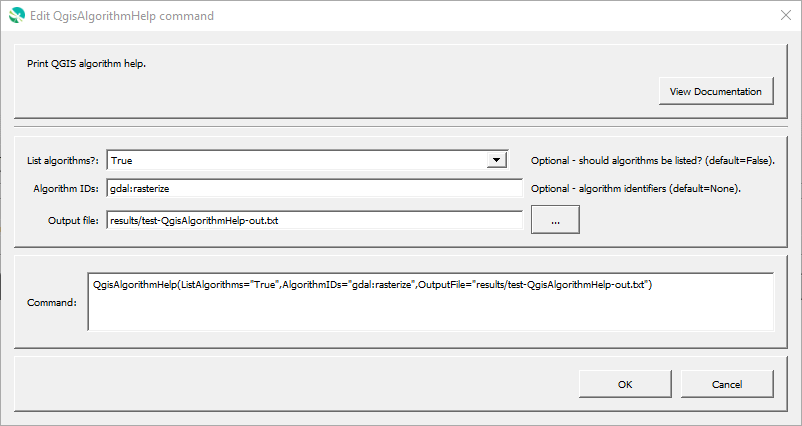 Edit QgisAlgorithmHelp command
Print QGIS algorithm help.
View Documentation
List algorithms?: True Optional - should algorithms be listed? (default=False).
Algorithm IDs: gdal:rasterize Optional - algorithm identifiers (default=None).
Output file: results/test-QgisAlgorithmHelp-out.txt ...
Command: QgisAlgorithmHelp(ListAlgorithms="True",AlgorithmIDs="gdal:rasterize",OutputFile="results/test-QgisAlgorithmHelp-out.txt")
OK Cancel